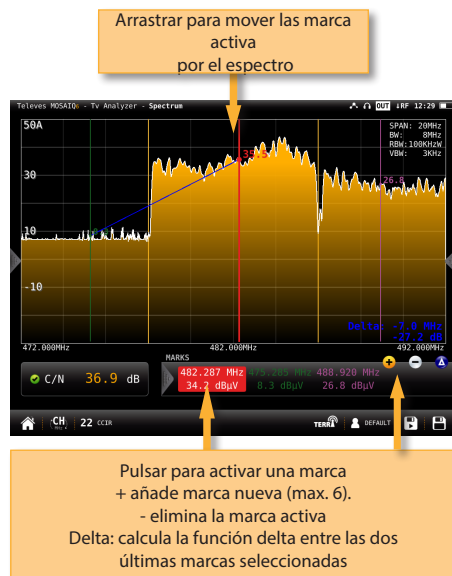 Arrastrar para mover las marca
activa
por el espectro
Televes MOSAIQ6 - Tv Analyzer - Spectrum
OUT ↓RF 12:29
50A
SPAN: 20MHz
BW: 8MHz
RBW:100KHzW
VBW: 3KHz
30
26.8
10
-10
Delta: -7.0 MHz
-27.2 dB
472.000MHz 482.000MHz 492.000MHz
MARKS
+ - Δ
C/N 36.9 dB
482.287 MHz 475.285 MHz 488.920 MHz
34.2 dBµV 8.3 dBµV 26.8 dBµV
CH 22 CCIR TERR DEFAULT
Pulsar para activar una marca
+ añade marca nueva (max. 6).
- elimina la marca activa
Delta: calcula la función delta entre las dos
últimas marcas seleccionadas